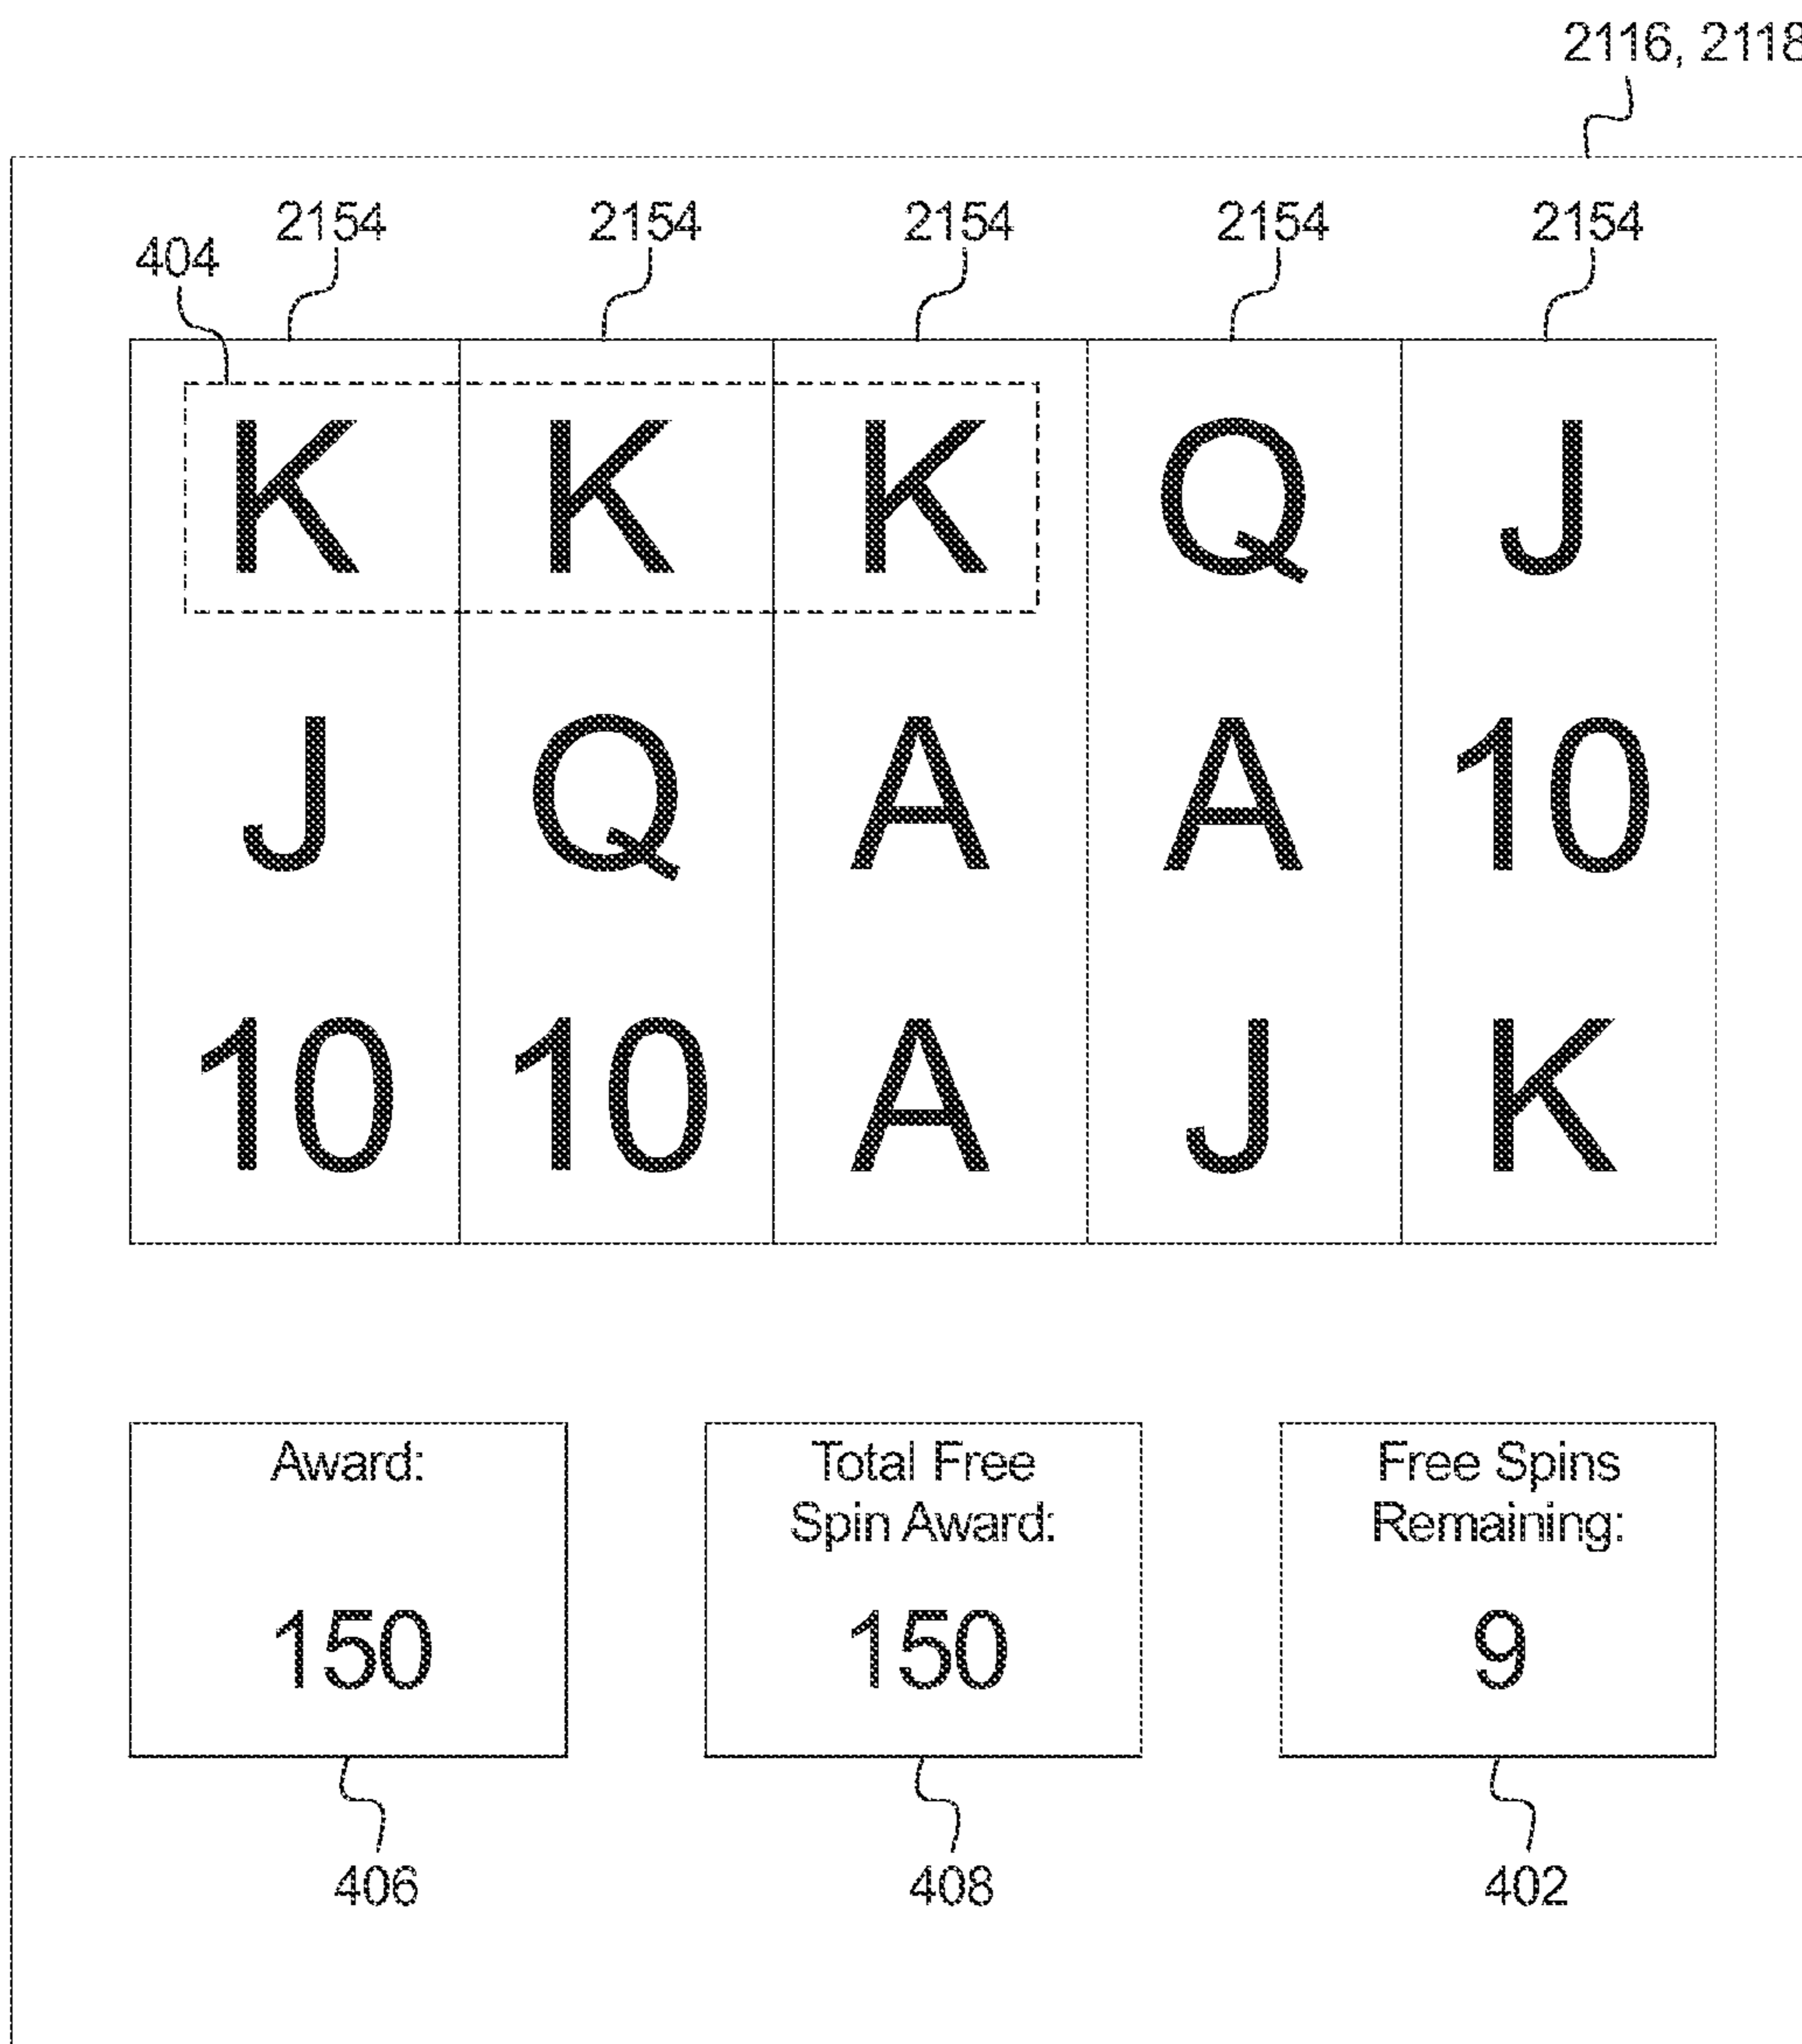 2116, 2118
2154 2154 2154 2154 2154
404
K K K Q J
J Q A A 10
10 10 A J K
Award:
150
Total Free
Spin Award:
150
Free Spins
Remaining:
9
406 408 402